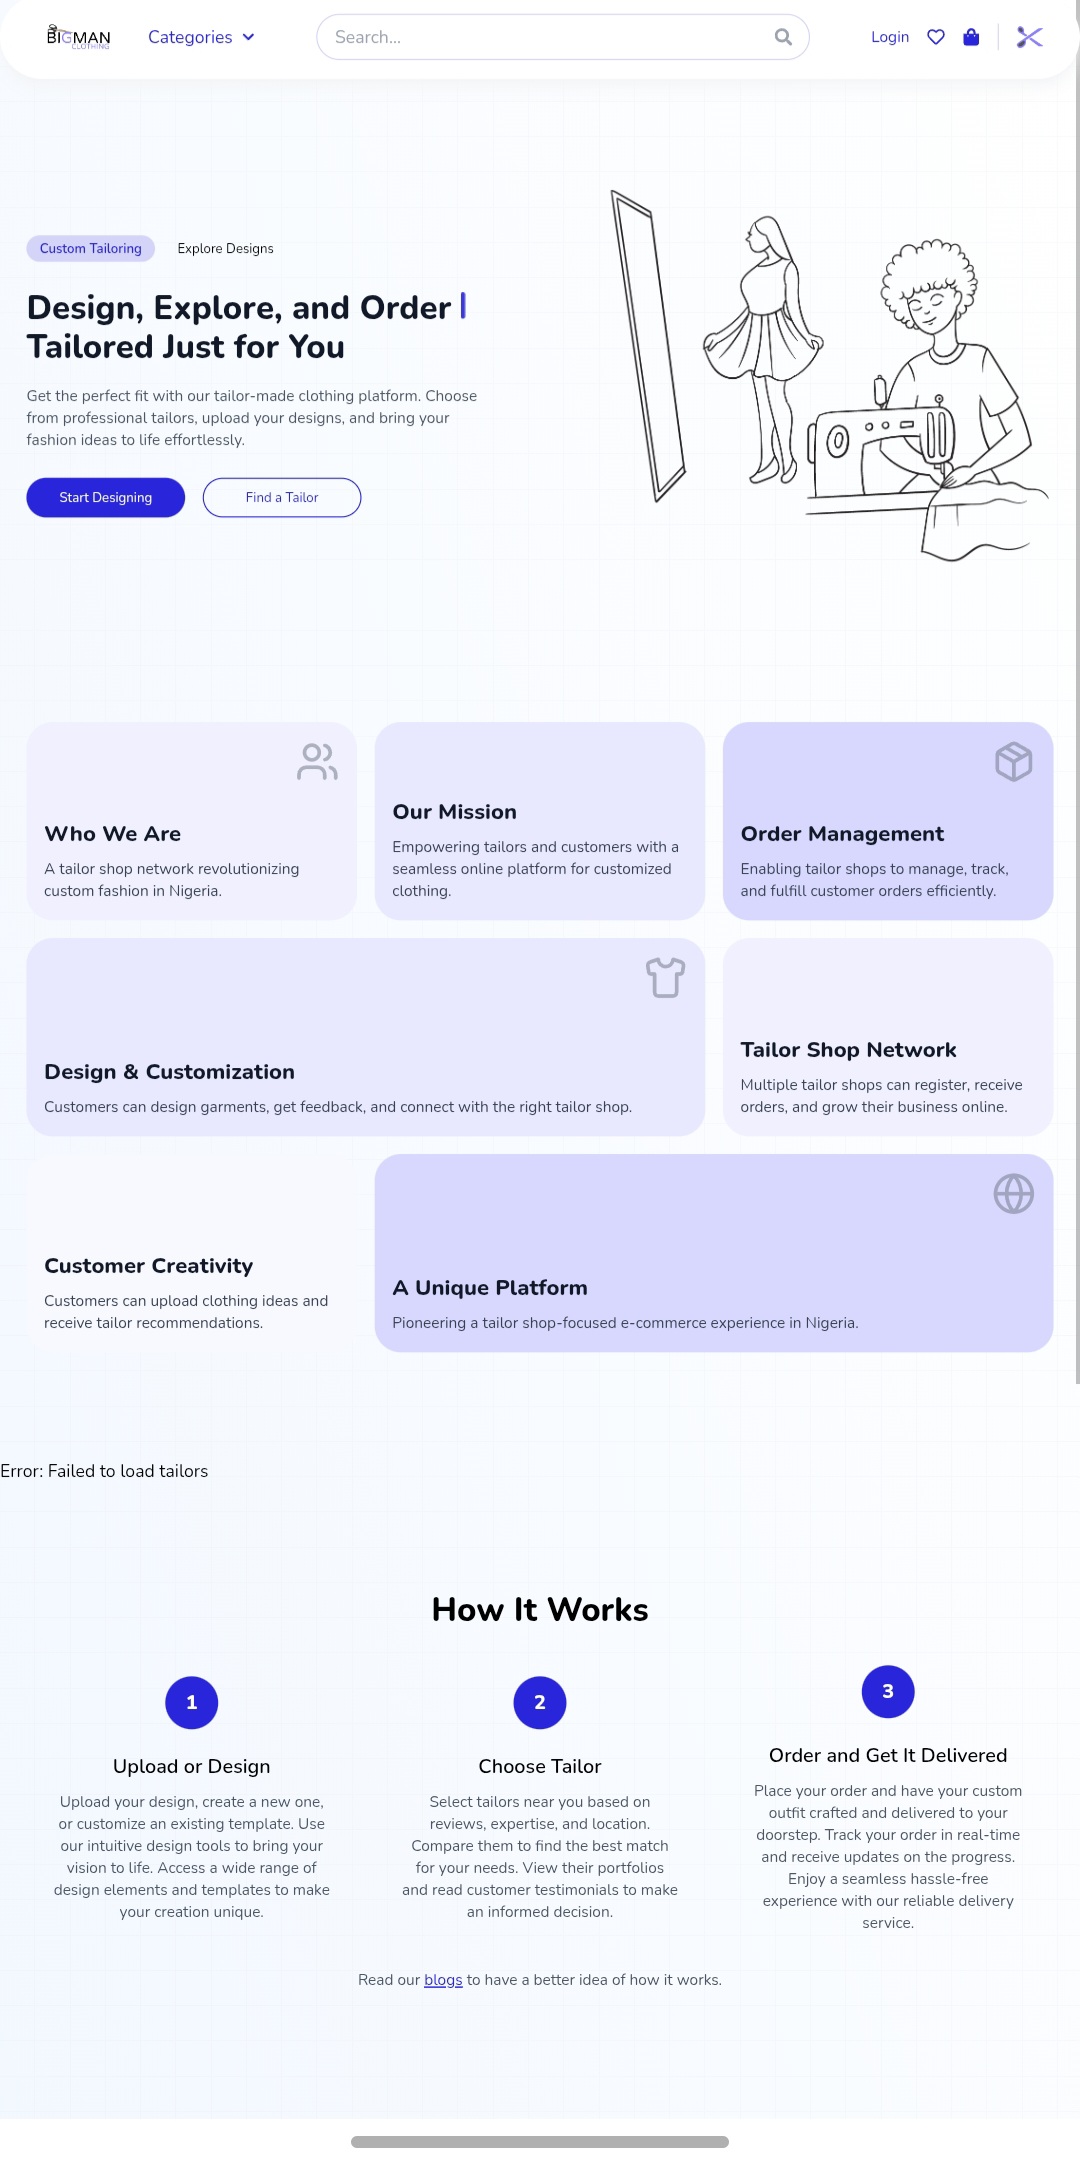 BIGMAN
CLOTHING
Categories
Search...
Login
Custom Tailoring
Explore Designs
Design, Explore, and Order
Tailored Just for You
Get the perfect fit with our tailor-made clothing platform. Choose
from professional tailors, upload your designs, and bring your
fashion ideas to life effortlessly.
Start Designing
Find a Tailor
Who We Are
A tailor shop network revolutionizing
custom fashion in Nigeria.
Our Mission
Empowering tailors and customers with a
seamless online platform for customized
clothing.
Order Management
Enabling tailor shops to manage, track,
and fulfill customer orders efficiently.
Design & Customization
Customers can design garments, get feedback, and connect with the right tailor shop.
Tailor Shop Network
Multiple tailor shops can register, receive
orders, and grow their business online.
Customer Creativity
Customers can upload clothing ideas and
receive tailor recommendations.
A Unique Platform
Pioneering a tailor shop-focused e-commerce experience in Nigeria.
Error: Failed to load tailors
How It Works
1
Upload or Design
Upload your design, create a new one,
or customize an existing template. Use
our intuitive design tools to bring your
vision to life. Access a wide range of
design elements and templates to make
your creation unique.
2
Choose Tailor
Select tailors near you based on
reviews, expertise, and location.
Compare them to find the best match
for your needs. View their portfolios
and read customer testimonials to make
an informed decision.
3
Order and Get It Delivered
Place your order and have your custom
outfit crafted and delivered to your
doorstep. Track your order in real-time
and receive updates on the progress.
Enjoy a seamless hassle-free
experience with our reliable delivery
service.
Read our blogs to have a better idea of how it works.